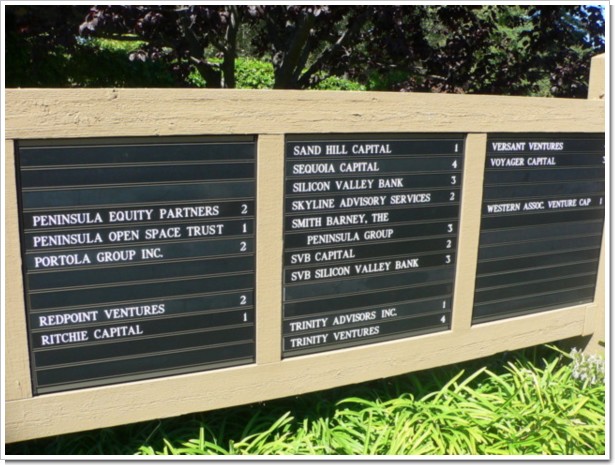 PENINSULA EQUITY PARTNERS 2
PENINSULA OPEN SPACE TRUST 1
PORTOLA GROUP INC. 2
REDPOINT VENTURES 2
RITCHIE CAPITAL 1
SAND HILL CAPITAL 1
SEQUOIA CAPITAL 4
SILICON VALLEY BANK 3
SKYLINE ADVISORY SERVICES 2
SMITH BARNEY, THE
PENINSULA GROUP 3
SVB CAPITAL 2
SVB SILICON VALLEY BANK 3
TRINITY ADVISORS INC. 1
TRINITY VENTURES 4
VERSANT VENTURES
VOYAGER CAPITAL
WESTERN ASSOC. VENTURE CAP 1